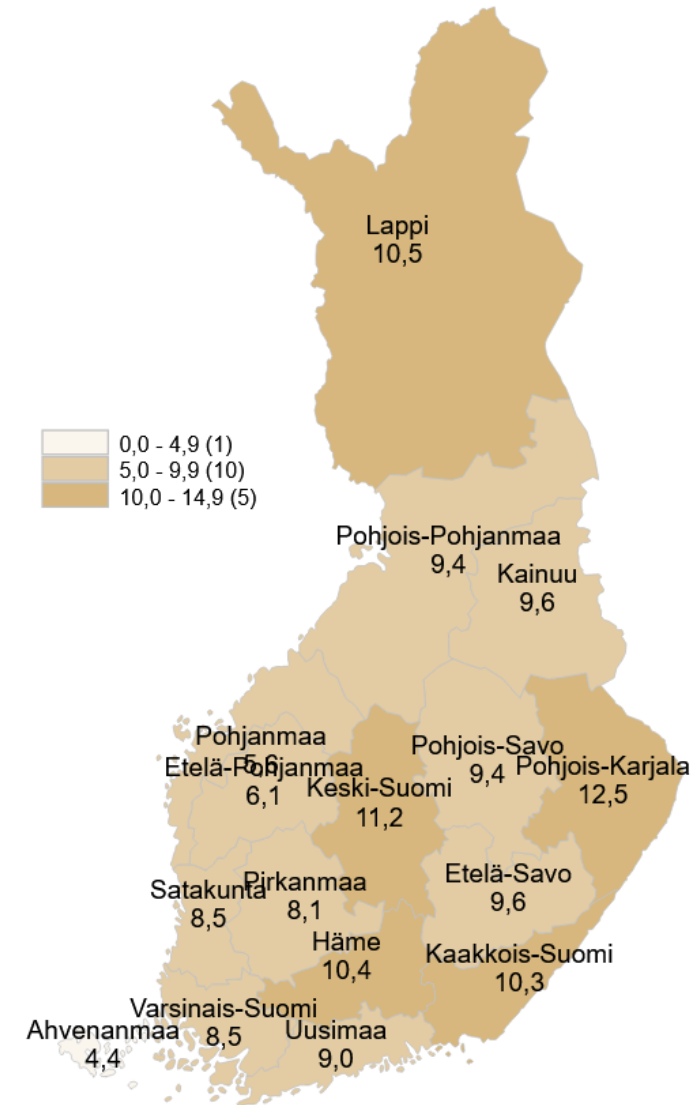 Lappi
10,5
0,0 - 4,9 (1)
5,0 - 9,9 (10)
10,0 - 14,9 (5)
Pohjois-Pohjanmaa
9,4
Kainuu
9,6
Pohjanmaa
5,6
Etelä-Pohjanmaa
6,1
Keski-Suomi
11,2
Pohjois-Savo
9,4
Pohjois-Karjala
12,5
Satakunta
8,5
Pirkanmaa
8,1
Etelä-Savo
9,6
Häme
10,4
Kaakkois-Suomi
10,3
Varsinais-Suomi
8,5
Ahvenanmaa
4,4
Uusimaa
9,0